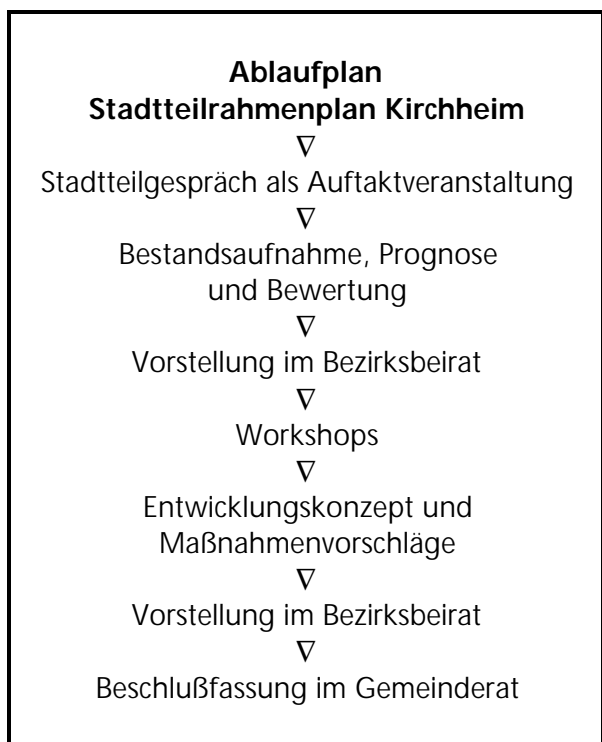 Ablaufplan
Stadtteilrahmenplan Kirchheim
∇
Stadtteilgespräch als Auftaktveranstaltung
∇
Bestandsaufnahme, Prognose
und Bewertung
∇
Vorstellung im Bezirksbeirat
∇
Workshops
∇
Entwicklungskonzept und
Maßnahmenvorschläge
∇
Vorstellung im Bezirksbeirat
∇
Beschlußfassung im Gemeinderat